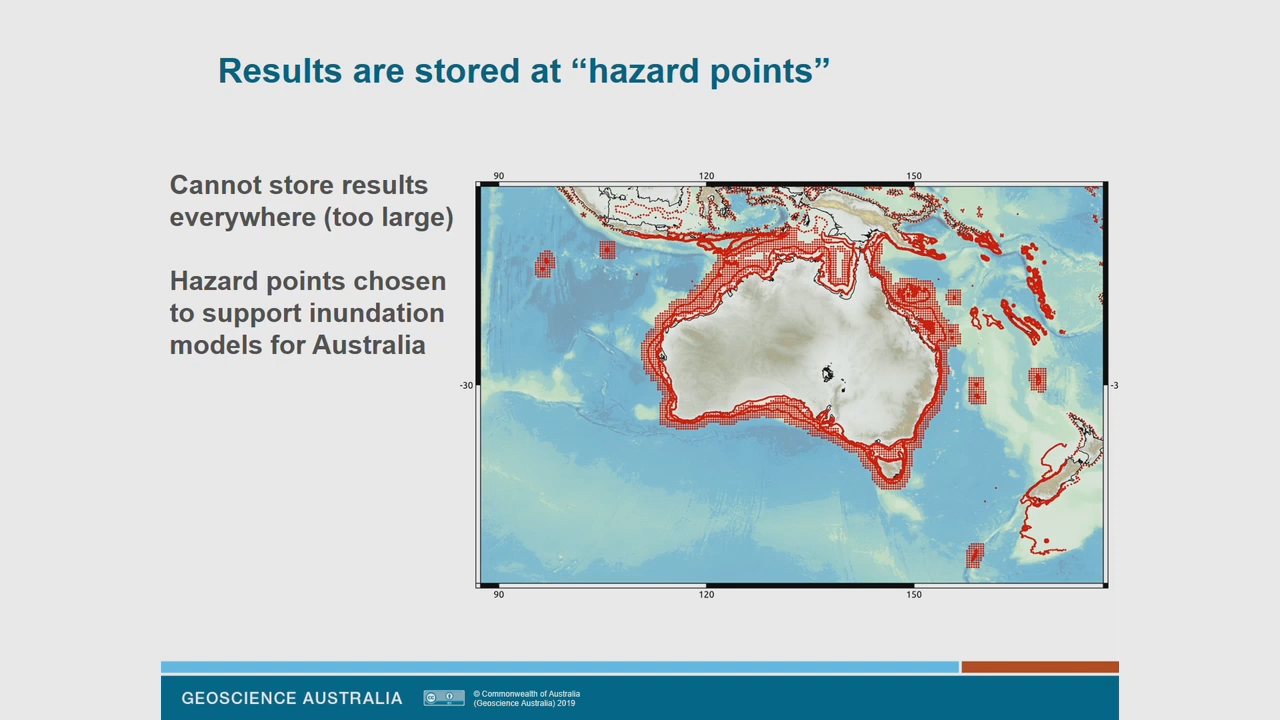 Results are stored at “hazard points”
Cannot store results
everywhere (too large)
Hazard points chosen
to support inundation
models for Australia
90
120
150
-30
-3
90
120
150
GEOSCIENCE AUSTRALIA
© Commonwealth of Australia
(Geoscience Australia) 2019